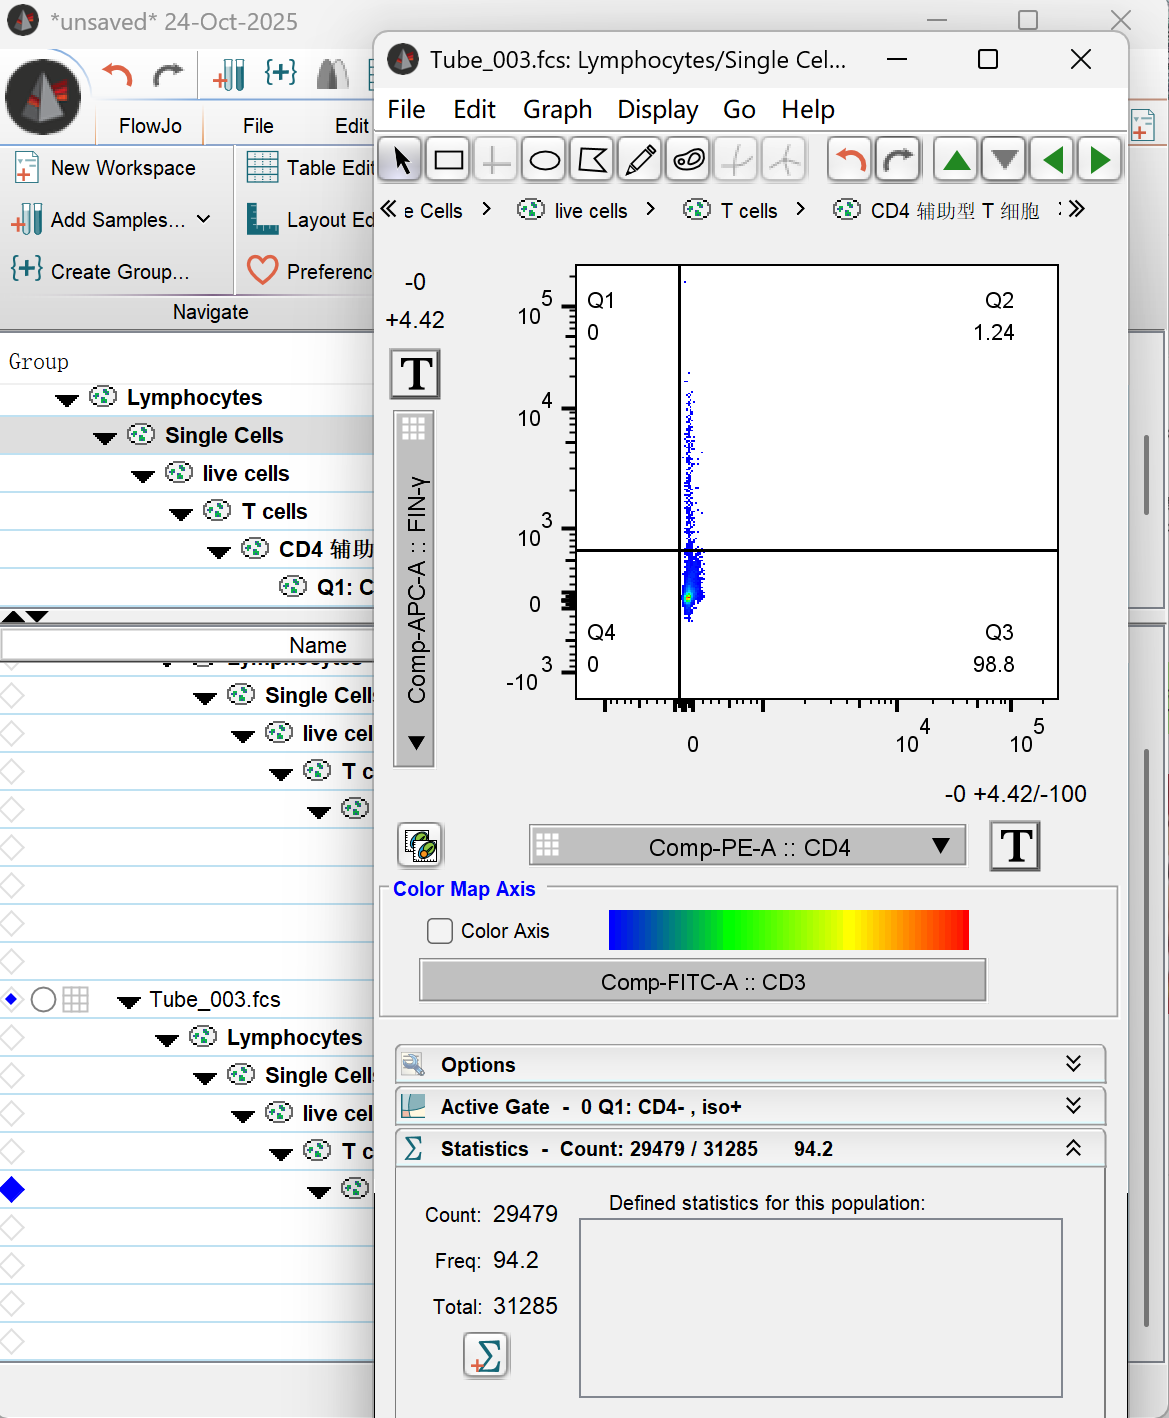 *unsaved* 24-Oct-2025
FlowJo
File
Edit
New Workspace
Table Edit
Add Samples...
Layout Ed
Create Group...
Preferenc
Navigate
Group
Lymphocytes
Single Cells
live cells
T cells
CD4 辅助
Q1: C
Name
Lymphocytes
Single Cell
live cel
T c
Tube_003.fcs
Lymphocytes
Single Cell
live cel
T c
Tube_003.fcs: Lymphocytes/Single Cel...
File Edit Graph Display Go Help
e Cells live cells T cells CD4 辅助型 T 细胞
-0
+4.42
T
Comp-APC-A :: FIN-γ
10^5
10^4
10^3
0
-10^3
Q1
0
Q2
1.24
Q4
0
Q3
98.8
0 10^4 10^5
-0 +4.42/-100
Comp-PE-A :: CD4
T
Color Map Axis
Color Axis
Comp-FITC-A :: CD3
Options
Active Gate - 0 Q1: CD4- , iso+
Statistics - Count: 29479 / 31285 94.2
Count: 29479
Freq: 94.2
Total: 31285
Defined statistics for this population: